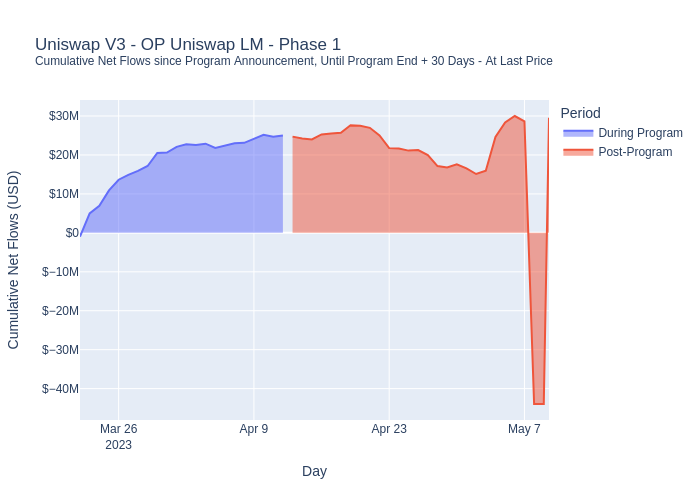 Uniswap V3 - OP Uniswap LM - Phase 1
Cumulative Net Flows since Program Announcement, Until Program End + 30 Days - At Last Price
Period
During Program
Post-Program
Cumulative Net Flows (USD)
$30M
$20M
$10M
$0
$−10M
$−20M
$−30M
$−40M
Mar 26
2023
Apr 9
Apr 23
May 7
Day